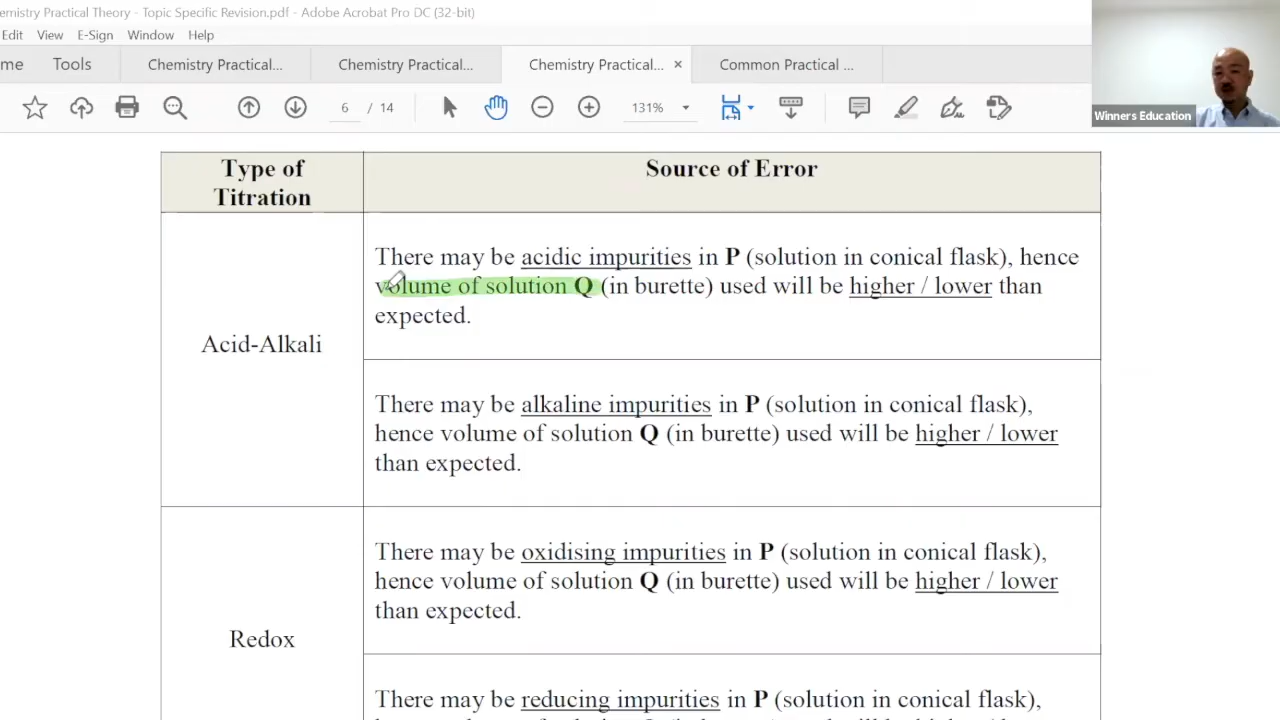 emistry Practical Theory - Topic Specific Revision.pdf - Adobe Acrobat Pro DC (32-bit)
Edit View E-Sign Window Help
me Tools Chemistry Practical... Chemistry Practical... Chemistry Practical... × Common Practical ...
6 / 14 131%
Winners Education
Type of
Titration
Source of Error
Acid-Alkali
There may be acidic impurities in P (solution in conical flask), hence
volume of solution Q (in burette) used will be higher / lower than
expected.
There may be alkaline impurities in P (solution in conical flask),
hence volume of solution Q (in burette) used will be higher / lower
than expected.
Redox
There may be oxidising impurities in P (solution in conical flask),
hence volume of solution Q (in burette) used will be higher / lower
than expected.
There may be reducing impurities in P (solution in conical flask),